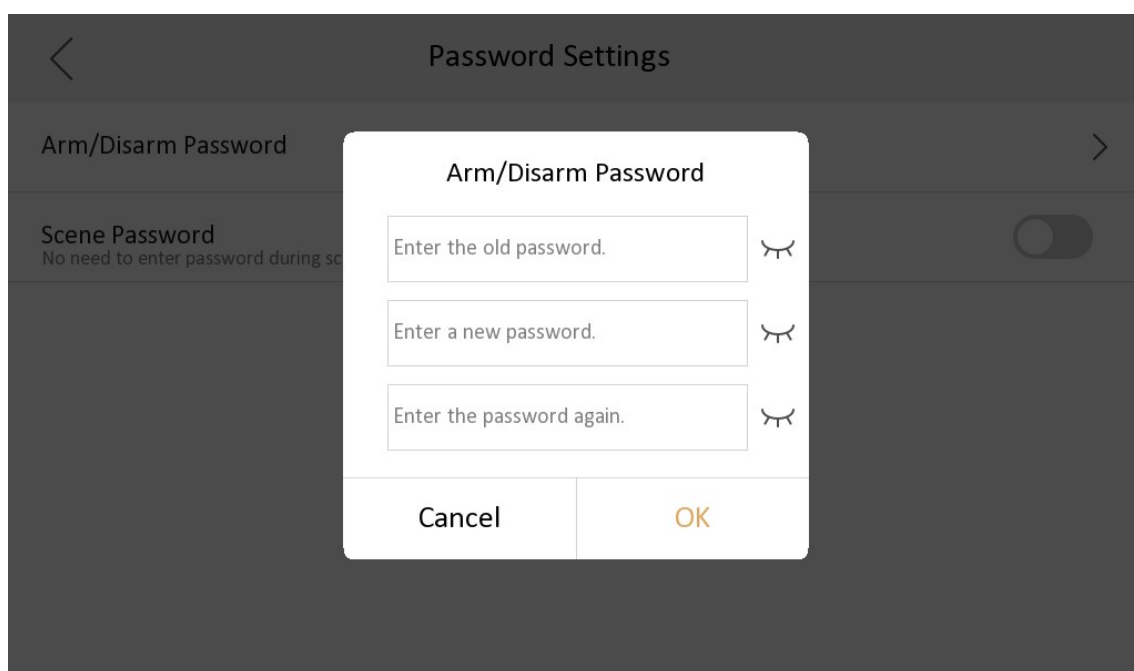 Password Settings
Arm/Disarm Password
Scene Password
No need to enter password during
Arm/Disarm Password
Enter the old password.
Enter a new password.
Enter the password again.
Cancel
OK